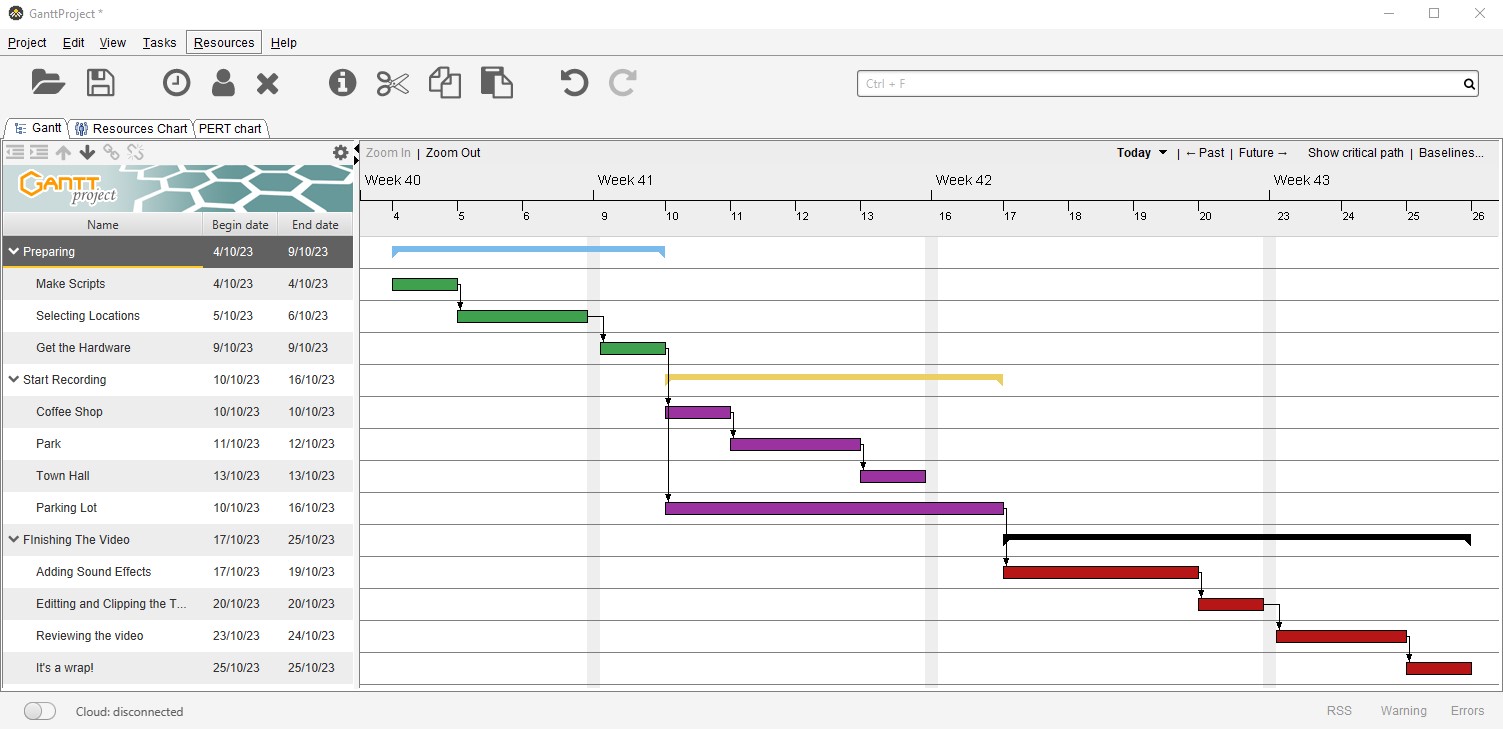 GanttProject *
Project Edit View Tasks Resources Help
Ctrl + F
Gantt Resources Chart PERT chart
Zoom In | Zoom Out Today | ←Past | Future→ Show critical path | Baselines...
GANTT project
Week 40 Week 41 Week 42 Week 43
4 5 6 9 10 11 12 13 16 17 18 19 20 23 24 25 26
Name Begin date End date
Preparing 4/10/23 9/10/23
Make Scripts 4/10/23 4/10/23
Selecting Locations 5/10/23 6/10/23
Get the Hardware 9/10/23 9/10/23
Start Recording 10/10/23 16/10/23
Coffee Shop 10/10/23 10/10/23
Park 11/10/23 12/10/23
Town Hall 13/10/23 13/10/23
Parking Lot 10/10/23 16/10/23
FInishing The Video 17/10/23 25/10/23
Adding Sound Effects 17/10/23 19/10/23
Editting and Clipping the T... 20/10/23 20/10/23
Reviewing the video 23/10/23 24/10/23
It's a wrap! 25/10/23 25/10/23
Cloud: disconnected RSS Warning Errors